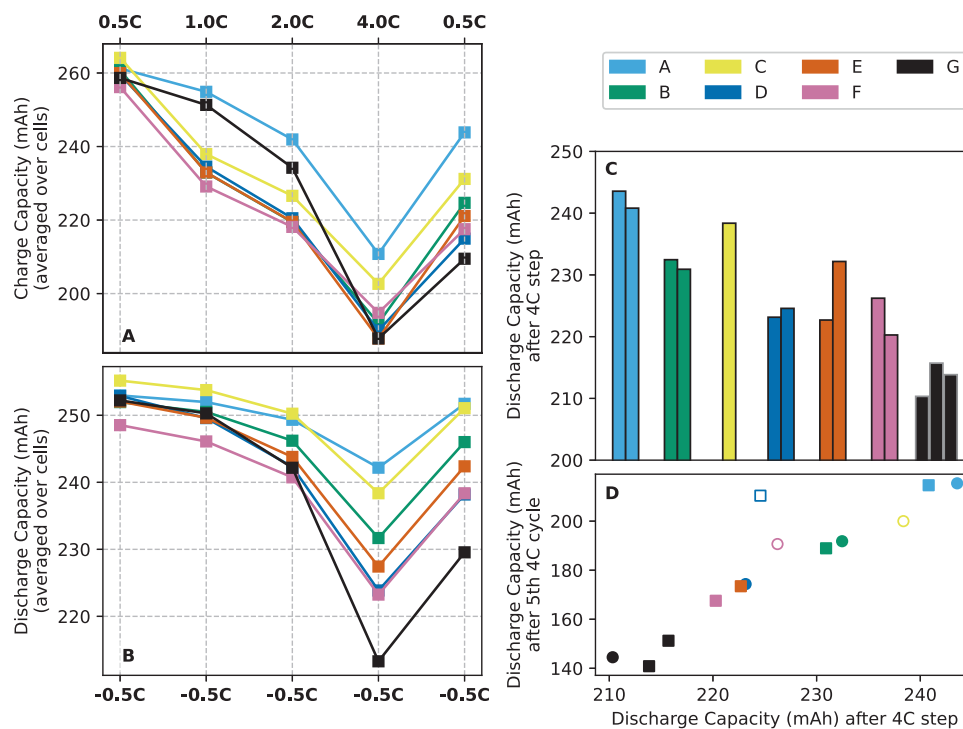 0.5C 1.0C 2.0C 4.0C 0.5C
260
240
220
200
Charge Capacity (mAh)
(averaged over cells)
A
250
240
230
220
Discharge Capacity (mAh)
(averaged over cells)
B
-0.5C -0.5C -0.5C -0.5C -0.5C
A C E G
B D F
250
240
230
220
210
200
Discharge Capacity (mAh)
after 4C step
C
200
180
160
140
Discharge Capacity (mAh)
after 5th 4C cycle
D
210 220 230 240
Discharge Capacity (mAh) after 4C step